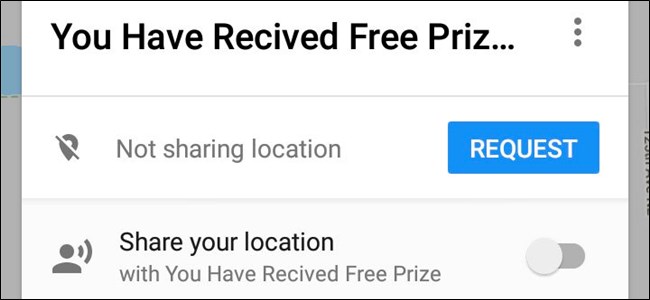 You Have Recived Free Priz...
Not sharing location
REQUEST
Share your location
with You Have Recived Free Prize